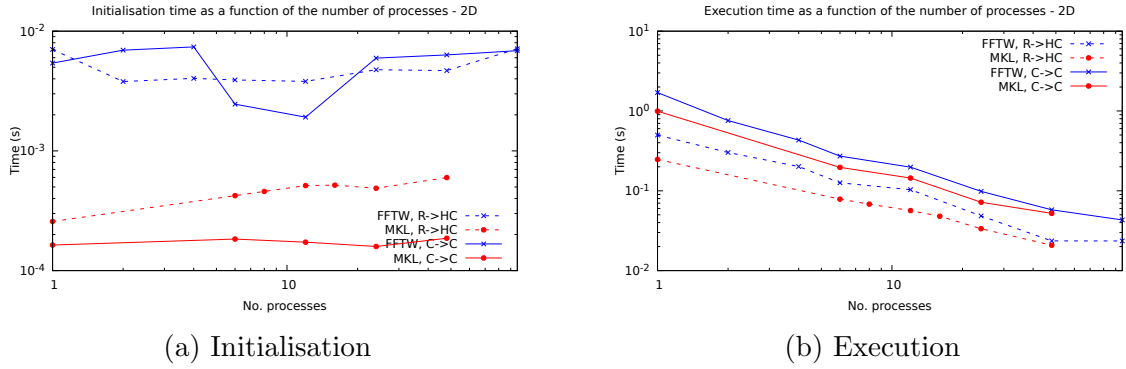 Initialisation time as a function of the number of processes - 2D
10^-2
10^-3
10^-4
Time (s)
FFTW, R->HC
MKL, R->HC
FFTW, C->C
MKL, C->C
1
10
No. processes
(a) Initialisation
Execution time as a function of the number of processes - 2D
10^1
10^0
10^-1
10^-2
Time (s)
FFTW, R->HC
MKL, R->HC
FFTW, C->C
MKL, C->C
1
10
No. processes
(b) Execution